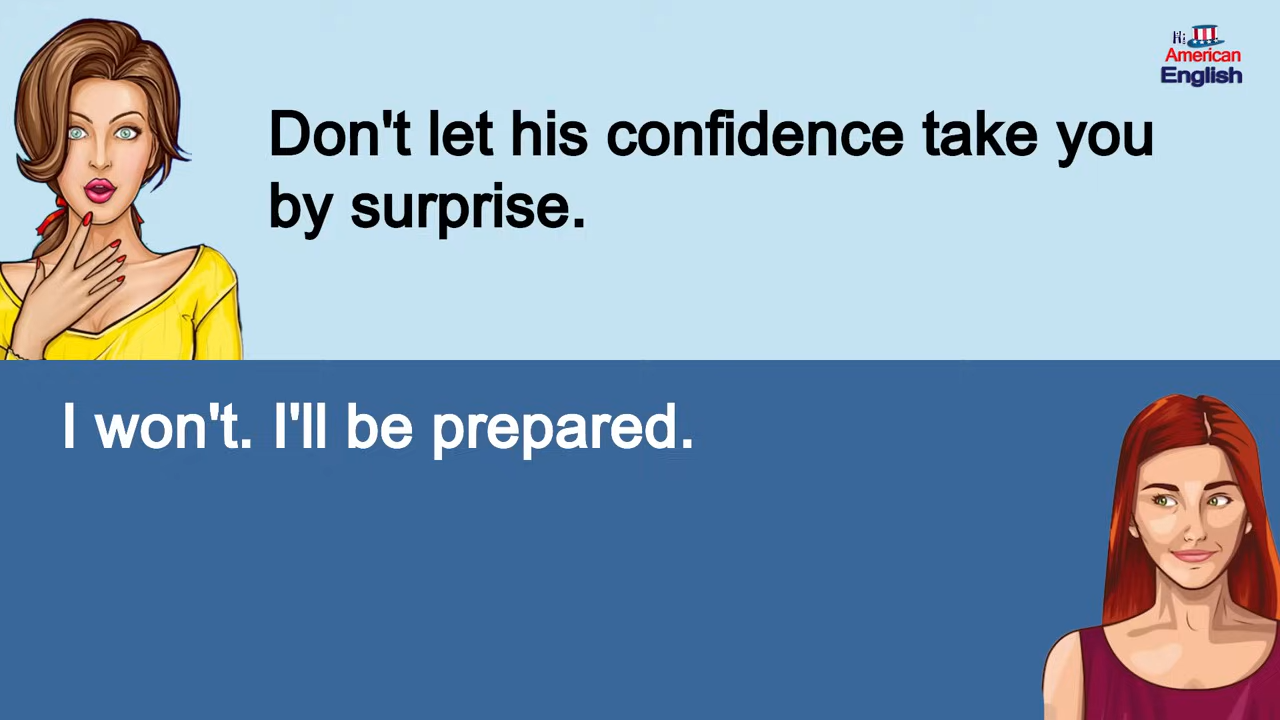 Hi
American
English
Don't let his confidence take you
by surprise.
I won't. I'll be prepared.